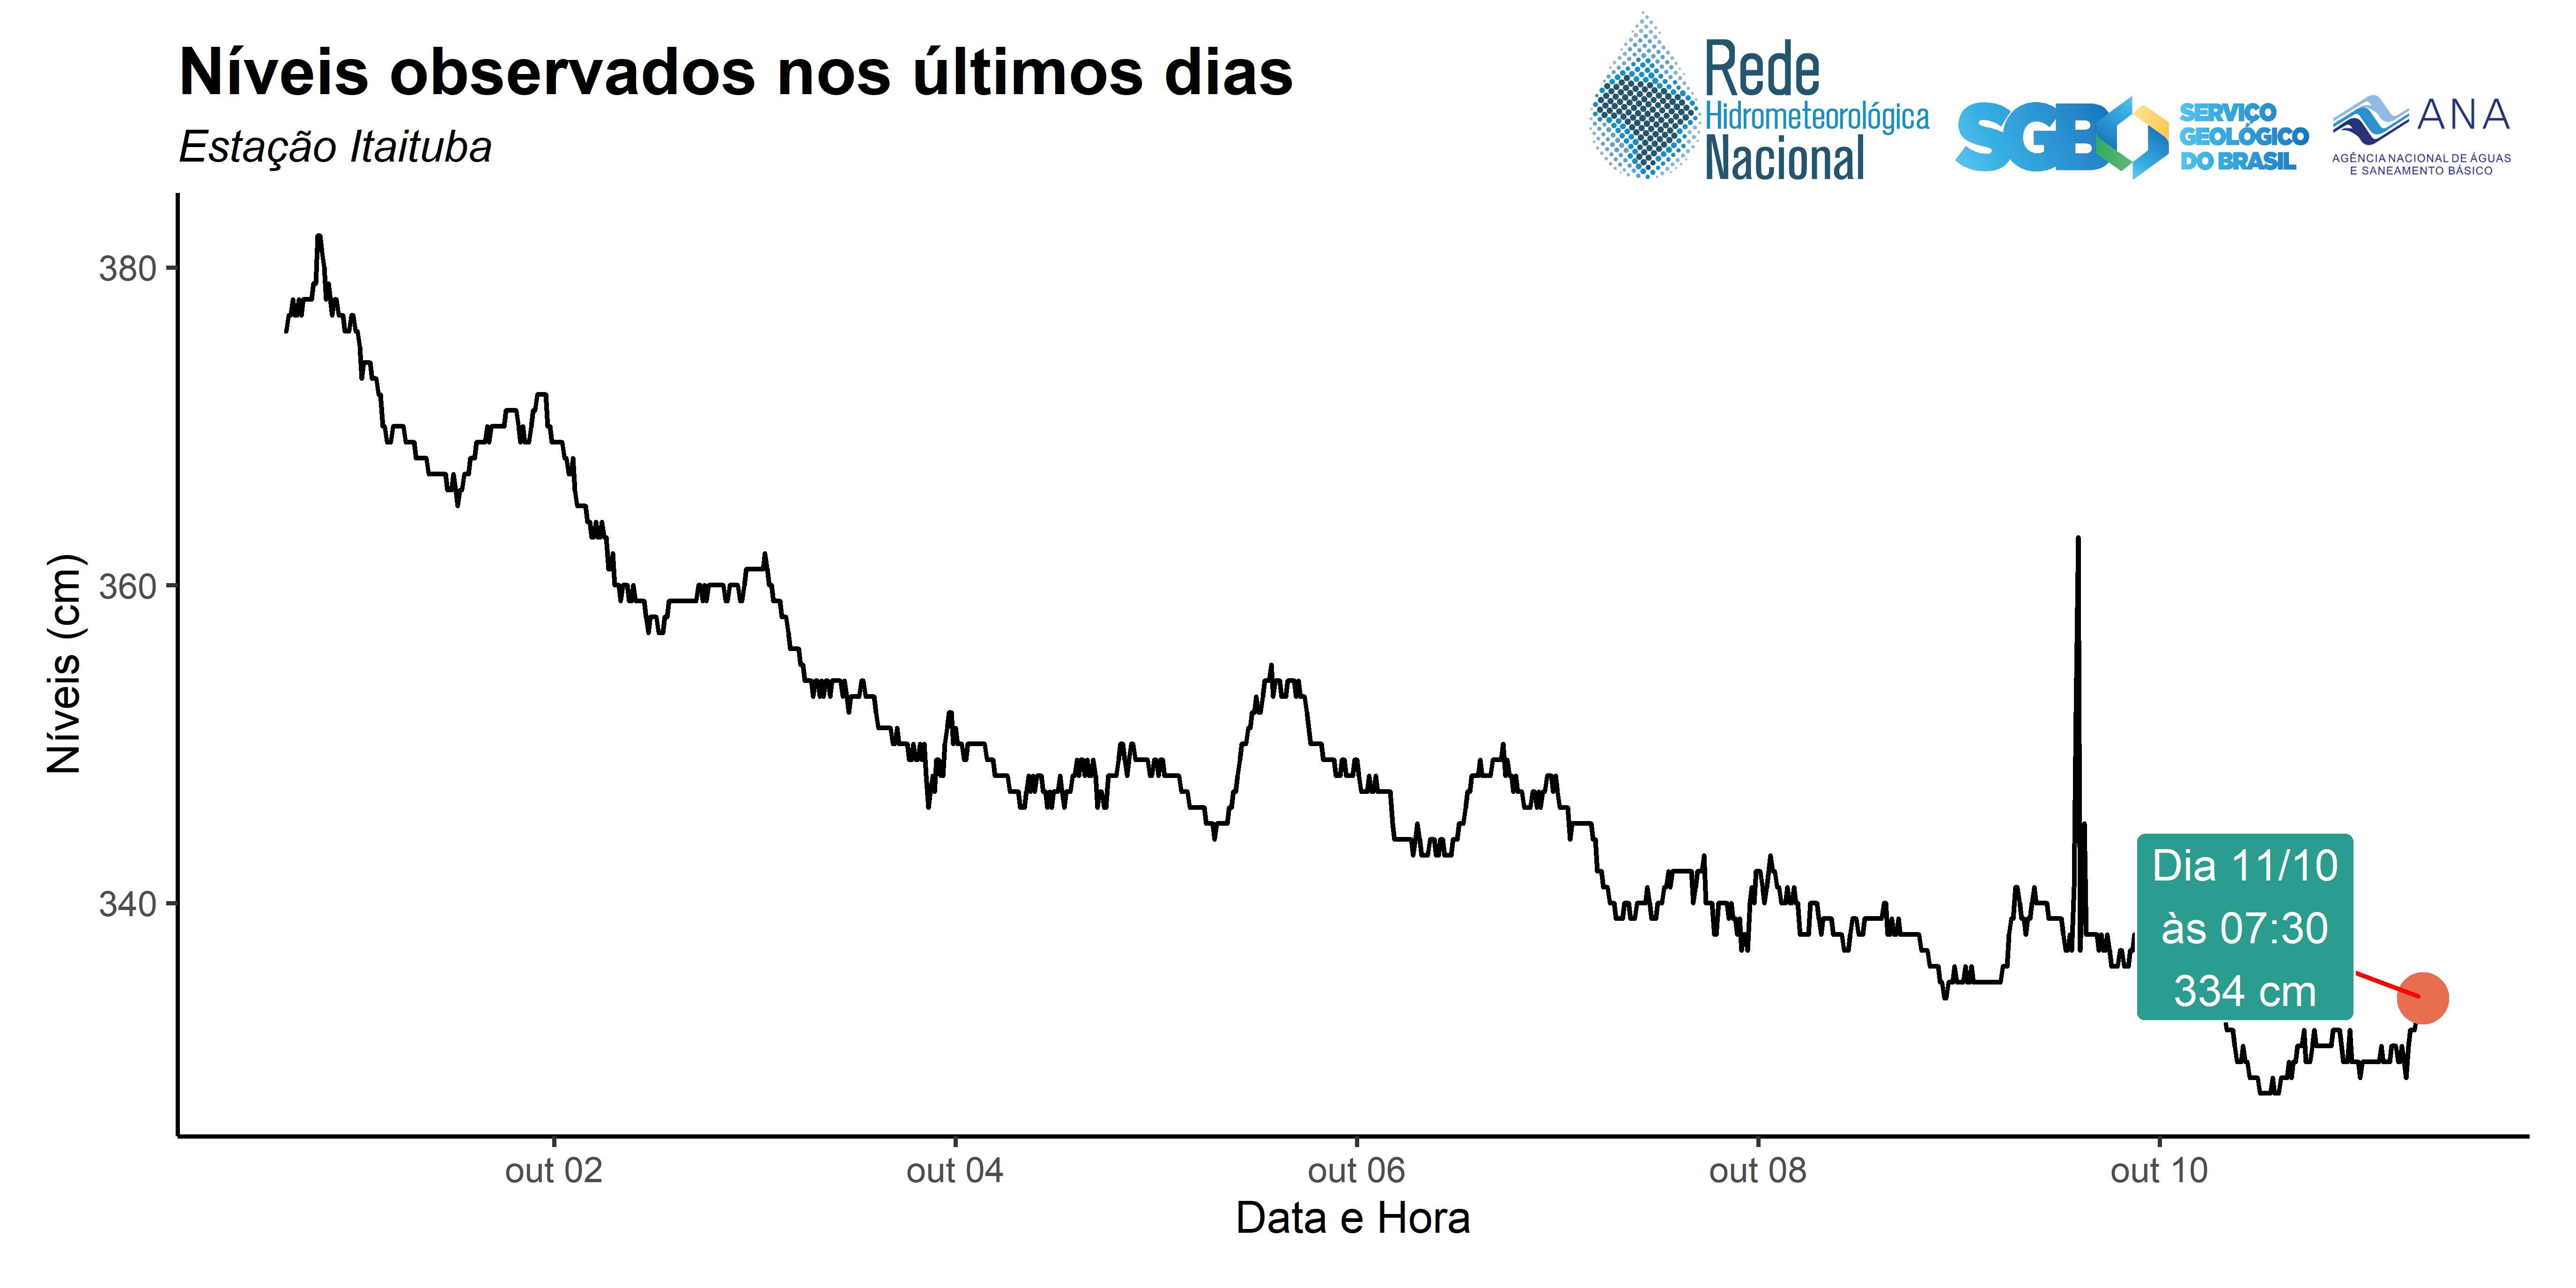 Níveis observados nos últimos dias
Estação Itaituba
Rede
Hidrometeorológica
Nacional
SGB
SERVIÇO
GEOLÓGICO
DO BRASIL
ANA
AGÊNCIA NACIONAL DE ÁGUAS
E SANEAMENTO BÁSICO
Níveis (cm)
380
360
340
Dia 11/10
às 07:30
334 cm
out 02
out 04
out 06
out 08
out 10
Data e Hora